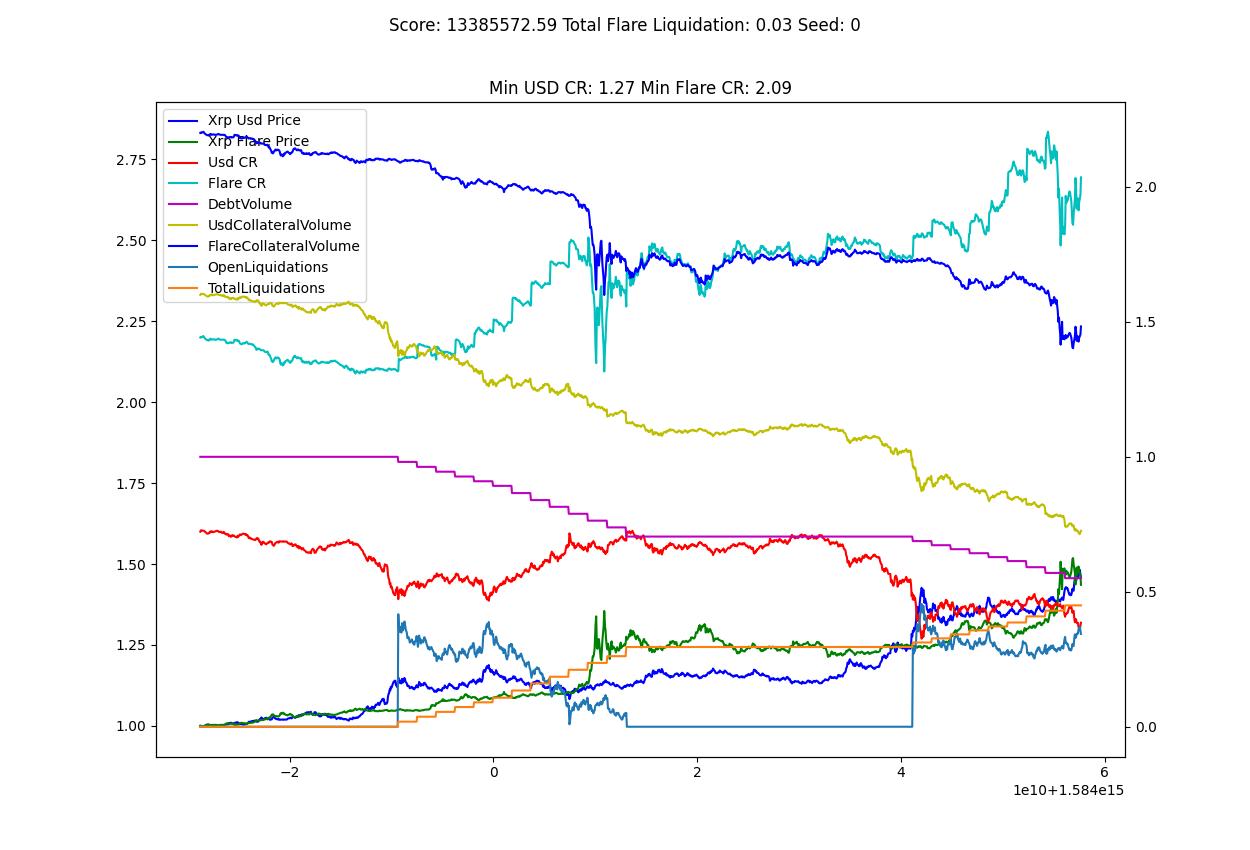 Score: 13385572.59 Total Flare Liquidation: 0.03 Seed: 0
Min USD CR: 1.27 Min Flare CR: 2.09
Xrp Usd Price
Xrp Flare Price
Usd CR
Flare CR
DebtVolume
UsdCollateralVolume
FlareCollateralVolume
OpenLiquidations
TotalLiquidations
2.75
2.50
2.25
2.00
1.75
1.50
1.25
1.00
2.0
1.5
1.0
0.5
0.0
−2
0
2
4
6
1e10+1.584e15